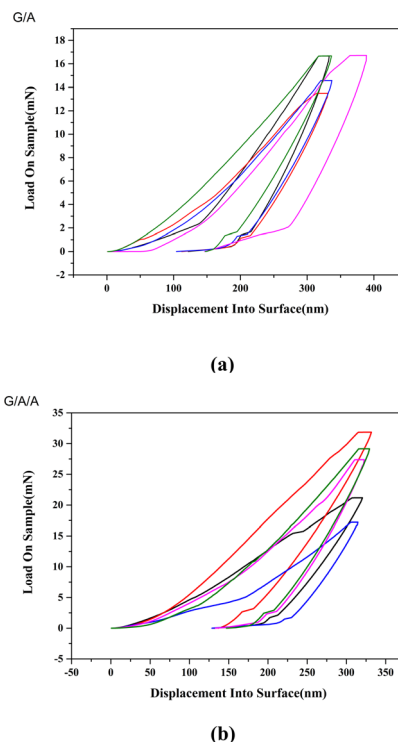 G/A
18
16
14
12
10
8
6
4
2
0
-2
Load On Sample(mN)
0 100 200 300 400
Displacement Into Surface(nm)
(a)
G/A/A
35
30
25
20
15
10
5
0
-5
Load On Sample(mN)
-50 0 50 100 150 200 250 300 350
Displacement Into Surface(nm)
(b)